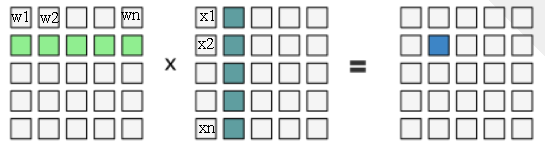 w1 w2 wn x1
x2
x =
xn